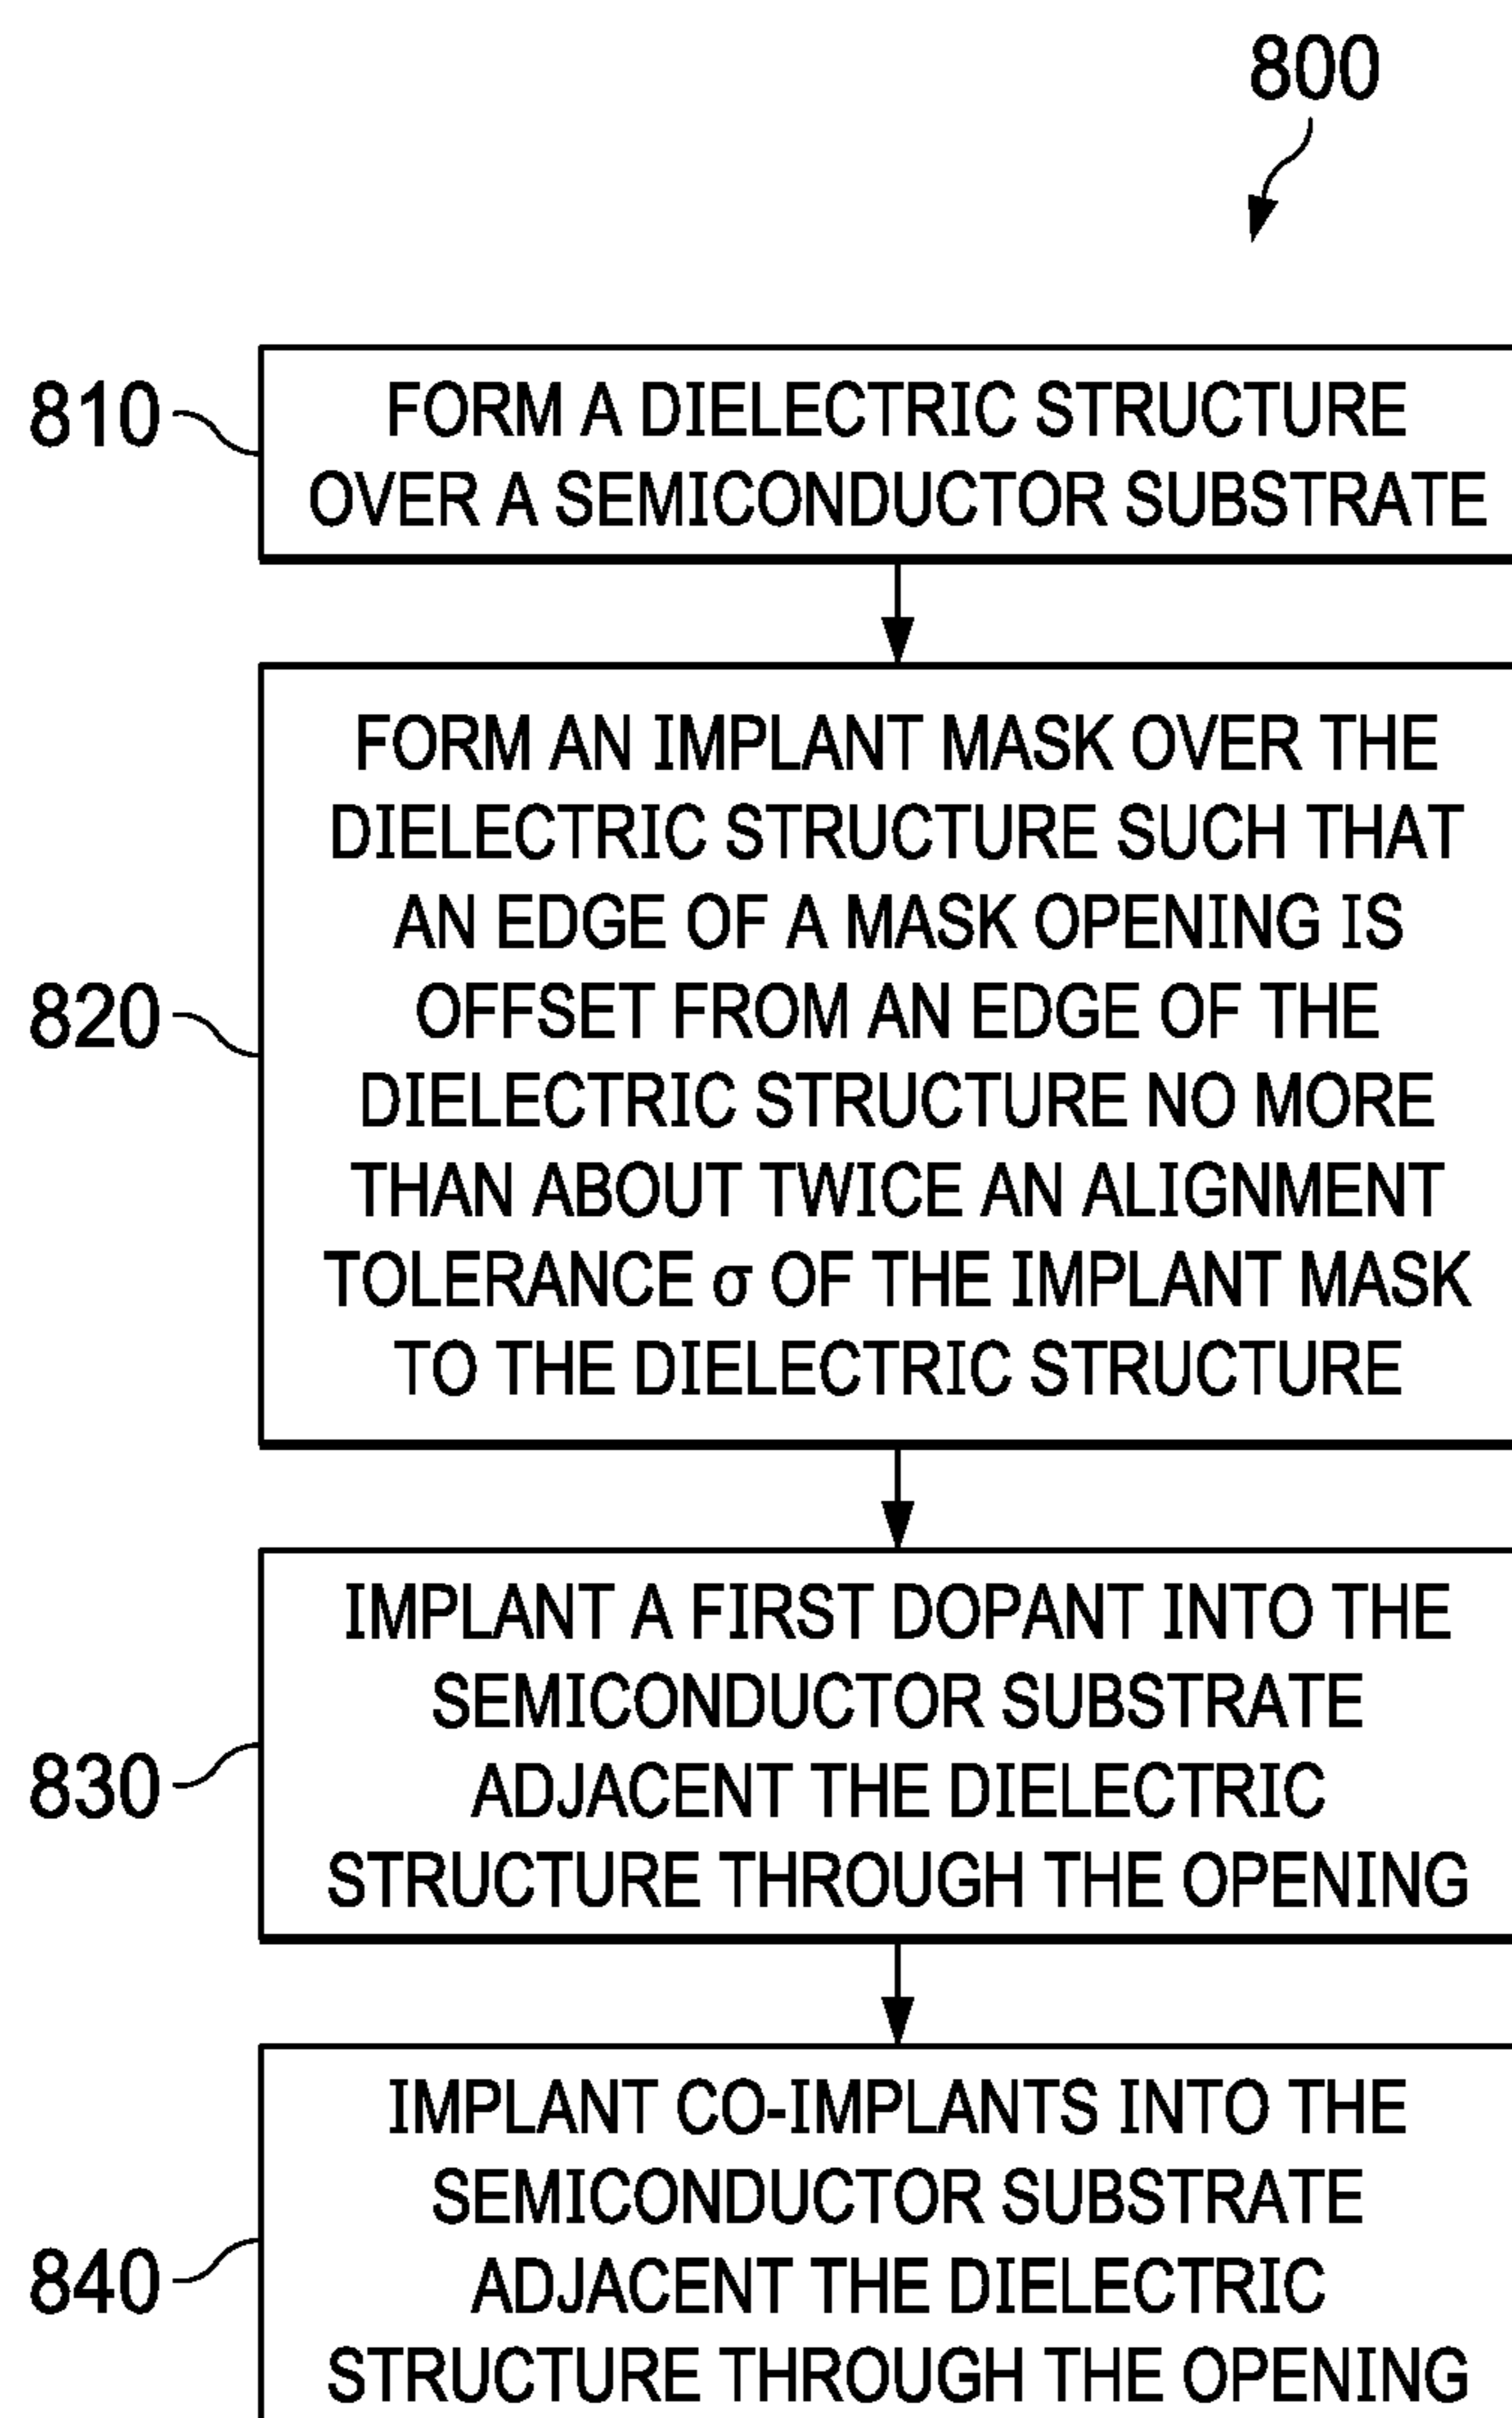 800
810
FORM A DIELECTRIC STRUCTURE
OVER A SEMICONDUCTOR SUBSTRATE
820
FORM AN IMPLANT MASK OVER THE
DIELECTRIC STRUCTURE SUCH THAT
AN EDGE OF A MASK OPENING IS
OFFSET FROM AN EDGE OF THE
DIELECTRIC STRUCTURE NO MORE
THAN ABOUT TWICE AN ALIGNMENT
TOLERANCE σ OF THE IMPLANT MASK
TO THE DIELECTRIC STRUCTURE
830
IMPLANT A FIRST DOPANT INTO THE
SEMICONDUCTOR SUBSTRATE
ADJACENT THE DIELECTRIC
STRUCTURE THROUGH THE OPENING
840
IMPLANT CO-IMPLANTS INTO THE
SEMICONDUCTOR SUBSTRATE
ADJACENT THE DIELECTRIC
STRUCTURE THROUGH THE OPENING